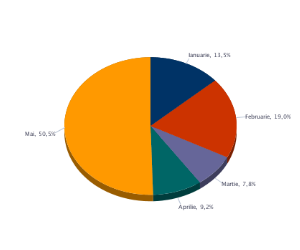 Ianuarie, 13,5%
Februarie, 19,0%
Martie, 7,8%
Aprilie, 9,2%
Mai, 50,5%